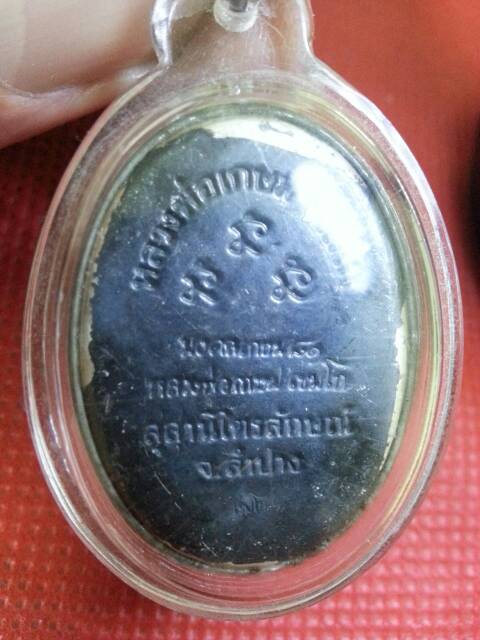 หลวงพ่อเกษม
มงคลเกษม
หลวงพ่อเกษม เขมโก
สุสานไตรลักษณ์
จ.ลำปาง